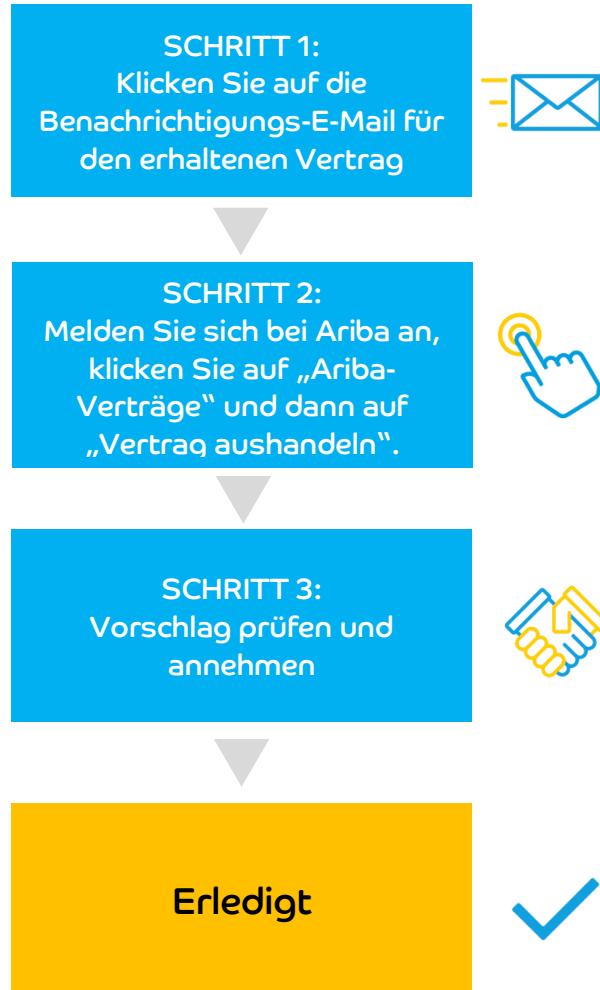 SCHRITT 1:
Klicken Sie auf die
Benachrichtigungs-E-Mail für
den erhaltenen Vertrag
SCHRITT 2:
Melden Sie sich bei Ariba an,
klicken Sie auf „Ariba-
Verträge“ und dann auf
„Vertrag aushandeln“.
SCHRITT 3:
Vorschlag prüfen und
annehmen
Erledigt